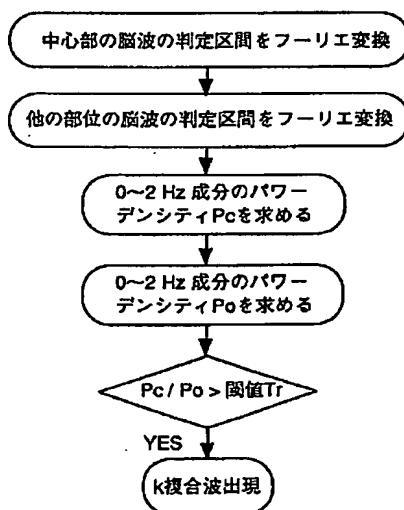 中心部の脳波の判定区間をフーリエ変換
他の部位の脳波の判定区間をフーリエ変換
0~2 Hz 成分のパワー
デンシティPcを求める
0~2 Hz 成分のパワー
デンシティPoを求める
Pc / Po > 閾値Tr
YES
k複合波出現